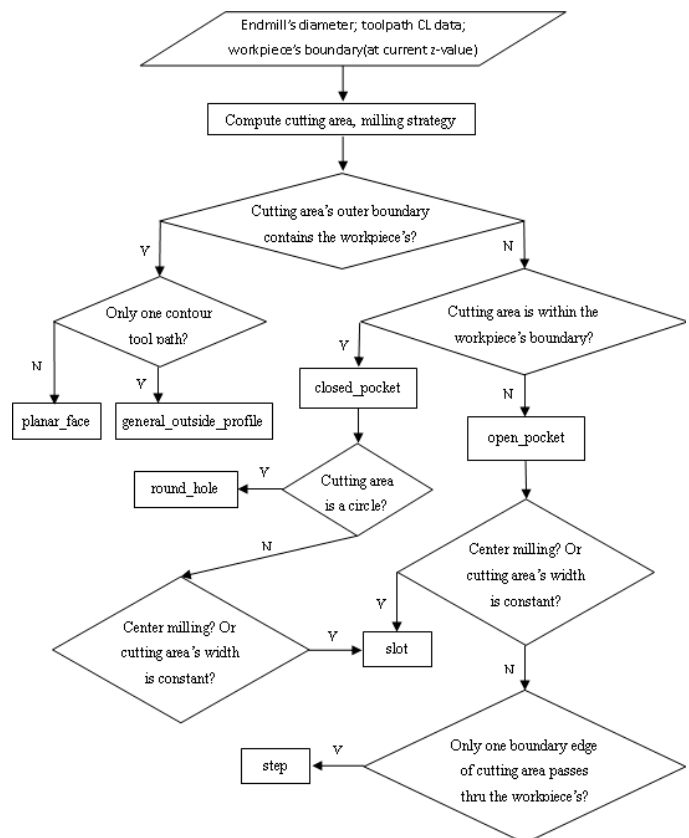 Endmill's diameter; toolpath CL data;
workpiece's boundary(at current z-value)
Compute cutting area, milling strategy
Cutting area's outer boundary
contains the workpiece's?
Y
N
Only one contour
tool path?
Cutting area is within the
workpiece's boundary?
N
Y
Y
N
planar_face
general_outside_profile
closed_pocket
open_pocket
round_hole
Y
Cutting area
is a circle?
N
Center milling? Or
cutting area's width
is constant?
Y
slot
Y
Center milling? Or
cutting area's width
is constant?
N
step
Y
Only one boundary edge
of cutting area passes
thru the workpiece's?